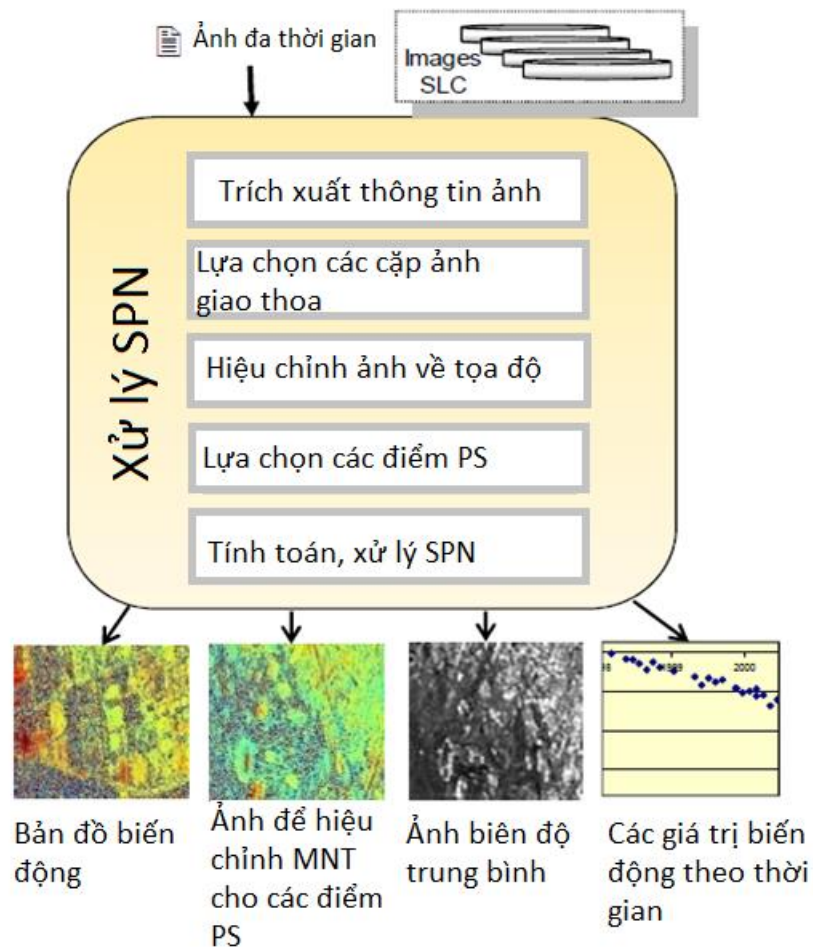 Ảnh đa thời gian
Images
SLC
Xử lý SPN
Trích xuất thông tin ảnh
Lựa chọn các cặp ảnh
giao thoa
Hiệu chỉnh ảnh về tọa độ
Lựa chọn các điểm PS
Tính toán, xử lý SPN
98
1999
2000
Bản đồ biến
động
Ảnh để hiệu
chỉnh MNT
cho các điểm
PS
Ảnh biên độ
trung bình
Các giá trị biến
động theo thời
gian